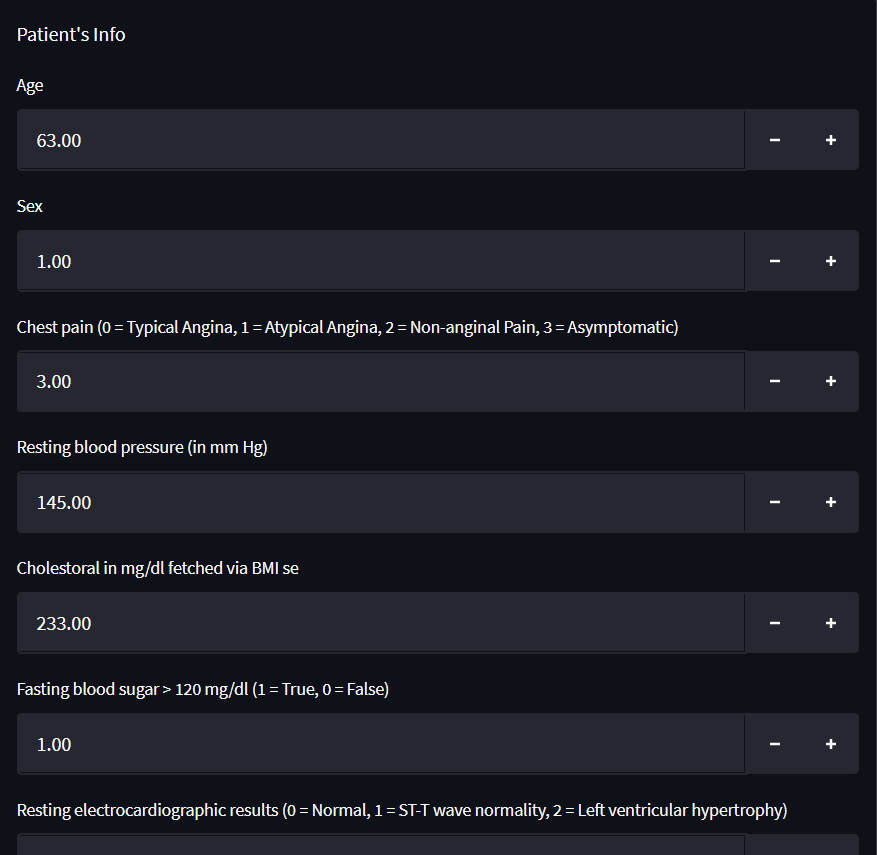 Patient's Info
Age
63.00
Sex
1.00
Chest pain (0 = Typical Angina, 1 = Atypical Angina, 2 = Non-anginal Pain, 3 = Asymptomatic)
3.00
Resting blood pressure (in mm Hg)
145.00
Cholestoral in mg/dl fetched via BMI se
233.00
Fasting blood sugar > 120 mg/dl (1 = True, 0 = False)
1.00
Resting electrocardiographic results (0 = Normal, 1 = ST-T wave normality, 2 = Left ventricular hypertrophy)